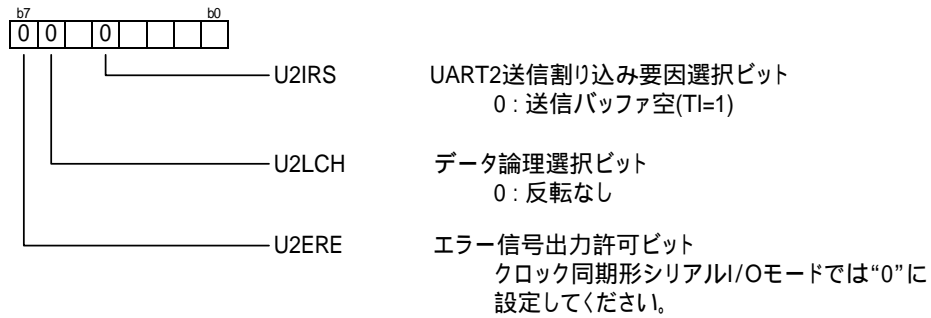 b7 b0
0 0 0
U2IRS UART2送信割り込み要因選択ビット
0 : 送信バッファ空(TI=1)
U2LCH データ論理選択ビット
0 : 反転なし
U2ERE エラー信号出力許可ビット
クロック同期形シリアルI/Oモードでは“0”に
設定してください。